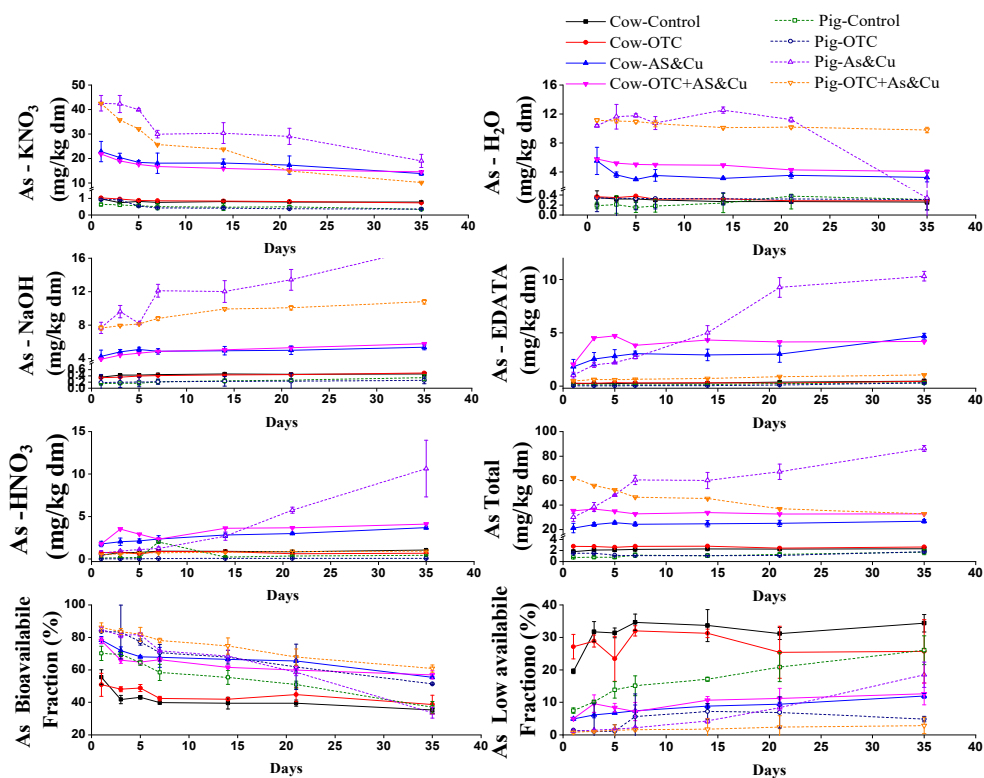 Cow-Control
Cow-OTC
Cow-AS&Cu
Cow-OTC+AS&Cu
Pig-Control
Pig-OTC
Pig-As&Cu
Pig-OTC+As&Cu
As - KNO3
(mg/kg dm)
50
40
30
20
10
1
0
0 5 10 15 20 25 30 35 40
Days
As - H2O
(mg/kg dm)
16
12
8
4
0.4
0.2
0.0
0 5 10 15 20 25 30 35 40
Days
As - NaOH
(mg/kg dm)
16
12
8
4
0.6
0.4
0.2
0.0
0 5 10 15 20 25 30 35 40
Days
As - EDATA
(mg/kg dm)
10
5
0
0 5 10 15 20 25 30 35 40
Days
As -HNO3
(mg/kg dm)
15
10
5
0
0 5 10 15 20 25 30 35 40
Days
As Total
(mg/kg dm)
100
80
60
40
20
4
2
0
0 5 10 15 20 25 30 35 40
Days
As Bioavailabile
Fraction (%)
100
80
60
40
20
0 5 10 15 20 25 30 35 40
Days
As Low availabile
Fractiono (%)
40
30
20
10
0
0 5 10 15 20 25 30 35 40
Days